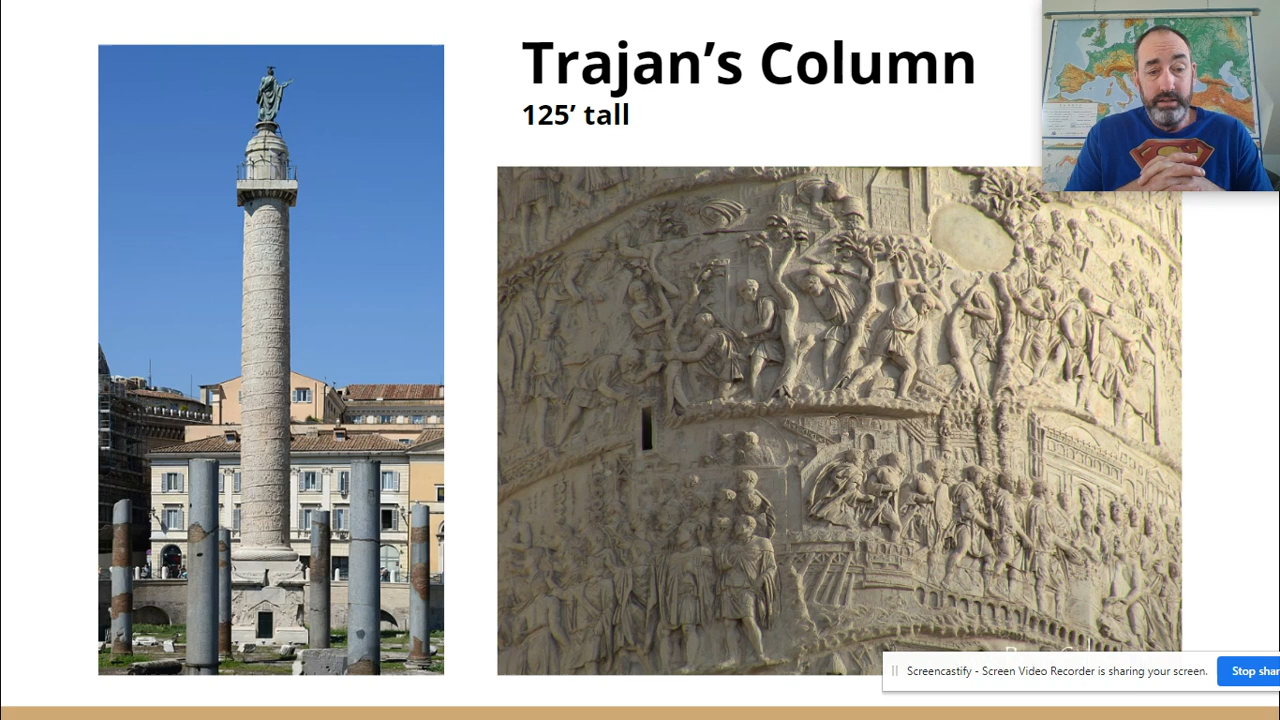 Trajan’s Column
125’ tall
Screencastify - Screen Video Recorder is sharing your screen.
Stop shar